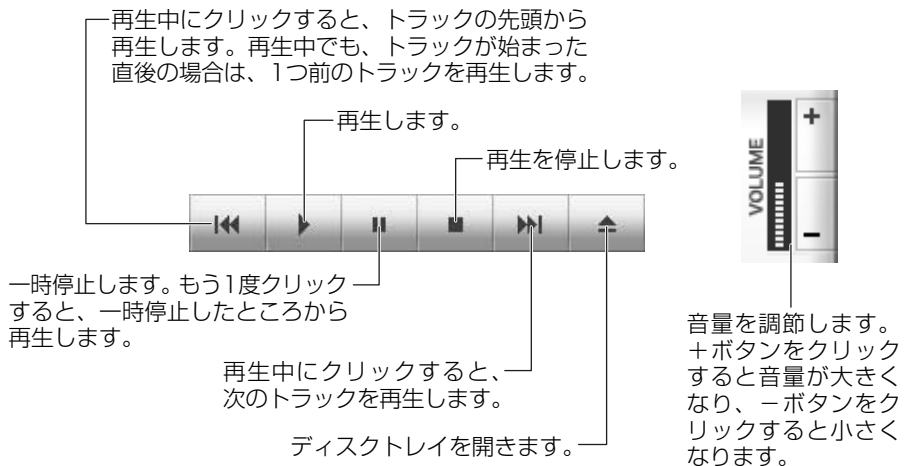 再生中にクリックすると、トラックの先頭から
再生します。再生中でも、トラックが始まった
直後の場合は、1つ前のトラックを再生します。
再生します。
再生を停止します。
一時停止します。もう1度クリック
すると、一時停止したところから
再生します。
再生中にクリックすると、
次のトラックを再生します。
ディスクトレイを開きます。
VOLUME
+
−
音量を調節します。
＋ボタンをクリック
すると音量が大きく
なり、－ボタンをク
リックすると小さく
なります。